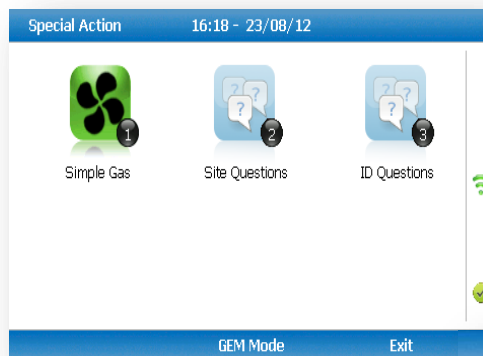 Special Action 16:18 - 23/08/12
? ? ? ? ? ?
1 2 3
Simple Gas Site Questions ID Questions
GEM Mode Exit